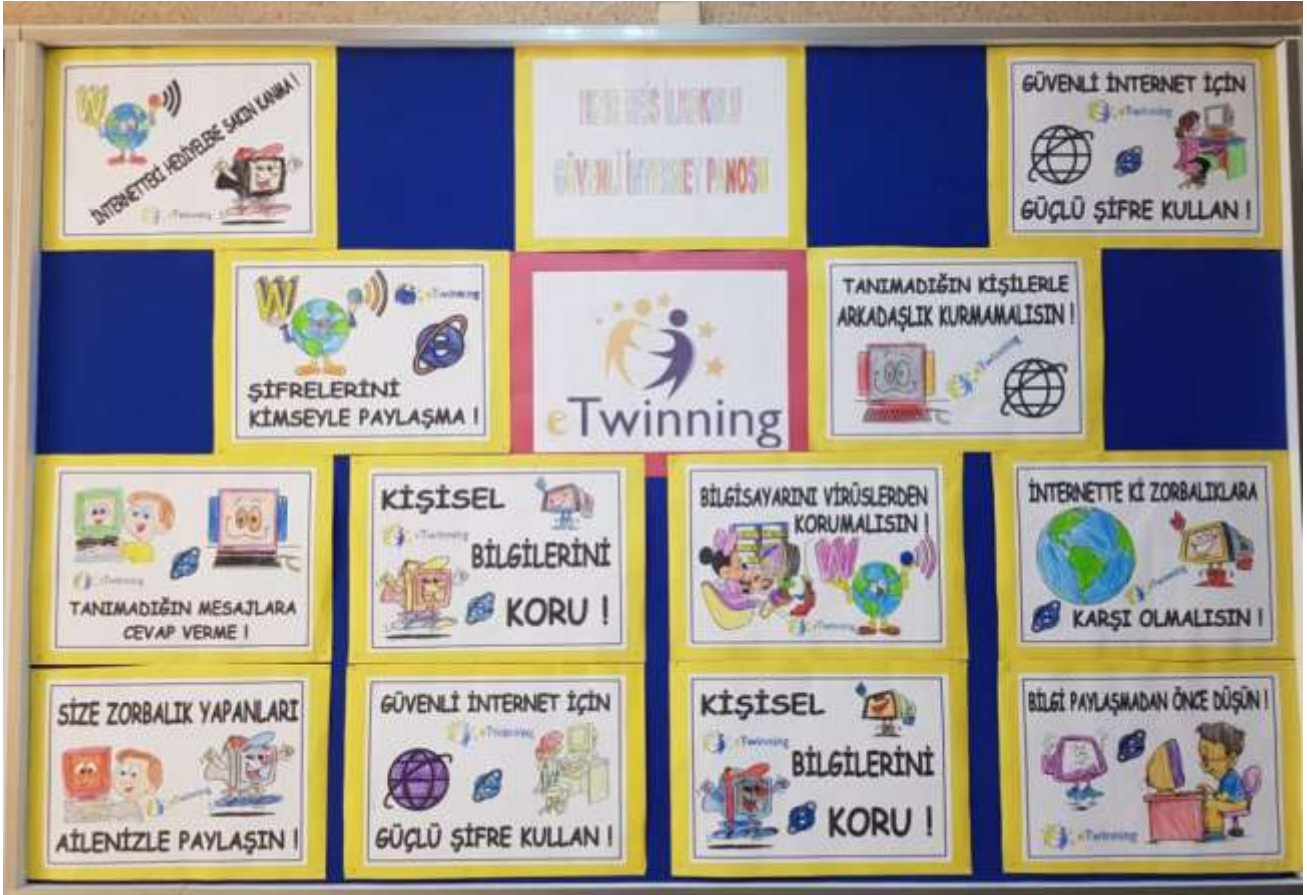 İNTERNETTEKİ HEDİYELERE SAKIN KANMA !
eTwinning
İLKOKULU
GÜVENLİ İNTERNET PANOSU
GÜVENLİ İNTERNET İÇİN
eTwinning
GÜÇLÜ ŞİFRE KULLAN !
W
eTwinning
ŞİFRELERİNİ
KİMSEYLE PAYLAŞMA !
eTwinning
TANIMADIĞIN KİŞİLERLE
ARKADAŞLIK KURMAMALISIN !
eTwinning
eTwinning
TANIMADIĞIN MESAJLARA
CEVAP VERME !
KİŞİSEL
eTwinning
BİLGİLERİNİ
KORU !
BİLGİSAYARINI VİRÜSLERDEN
KORUMALISIN !
W
eTwinning
İNTERNETTE Kİ ZORBALIKLARA
eTwinning
KARŞI OLMALISIN !
SİZE ZORBALIK YAPANLARI
eTwinning
AİLENİZLE PAYLAŞIN !
GÜVENLİ İNTERNET İÇİN
eTwinning
GÜÇLÜ ŞİFRE KULLAN !
KİŞİSEL
eTwinning
BİLGİLERİNİ
KORU !
BİLGİ PAYLAŞMADAN ÖNCE DÜŞÜN !
eTwinning